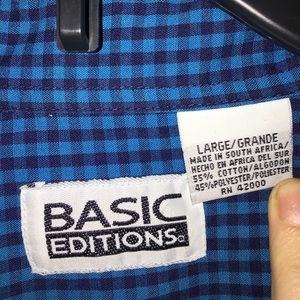 LARGE/GRANDE
MADE IN SOUTH AFRICA/
HECHO EN AFRICA DEL SUR
55% COTTON/ALGODON
45%POLYESTER/POLIESTER
RN 42000
BASIC
EDITIONS